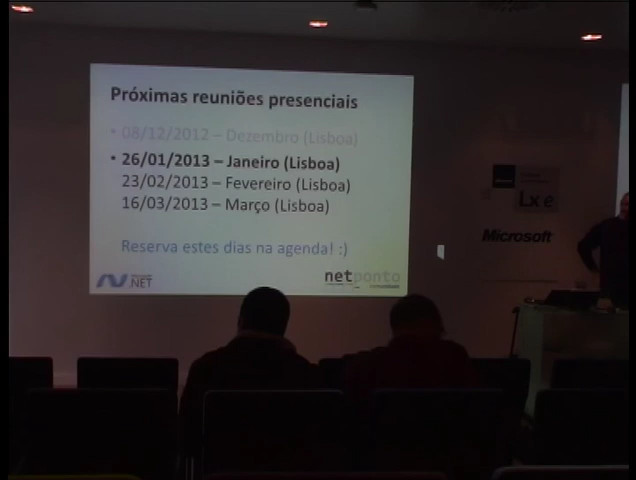 Próximas reuniões presenciais
• 08/12/2012 – Dezembro (Lisboa)
• 26/01/2013 – Janeiro (Lisboa)
23/02/2013 – Fevereiro (Lisboa)
16/03/2013 – Março (Lisboa)
Reserva estes dias na agenda! :)
.NET
netponto
Microsoft